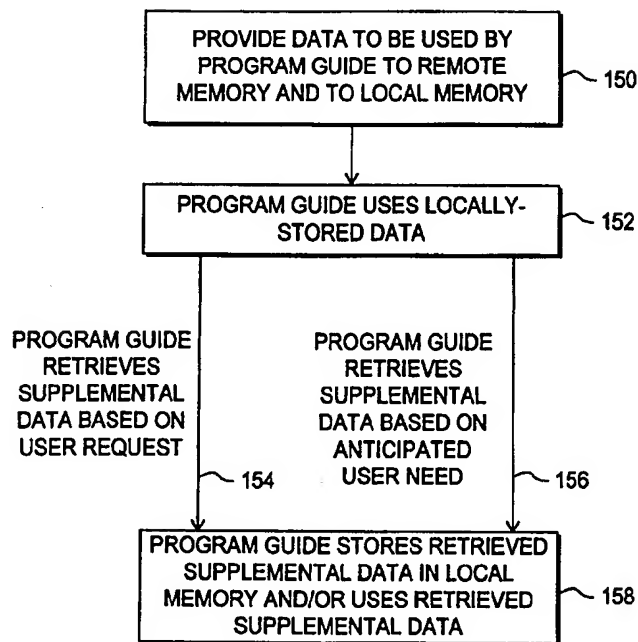 PROVIDE DATA TO BE USED BY
PROGRAM GUIDE TO REMOTE
MEMORY AND TO LOCAL MEMORY
150
PROGRAM GUIDE USES LOCALLY-
STORED DATA
152
PROGRAM GUIDE
RETRIEVES
SUPPLEMENTAL
DATA BASED ON
USER REQUEST
154
PROGRAM GUIDE
RETRIEVES
SUPPLEMENTAL
DATA BASED ON
ANTICIPATED
USER NEED
156
PROGRAM GUIDE STORES RETRIEVED
SUPPLEMENTAL DATA IN LOCAL
MEMORY AND/OR USES RETRIEVED
SUPPLEMENTAL DATA
158